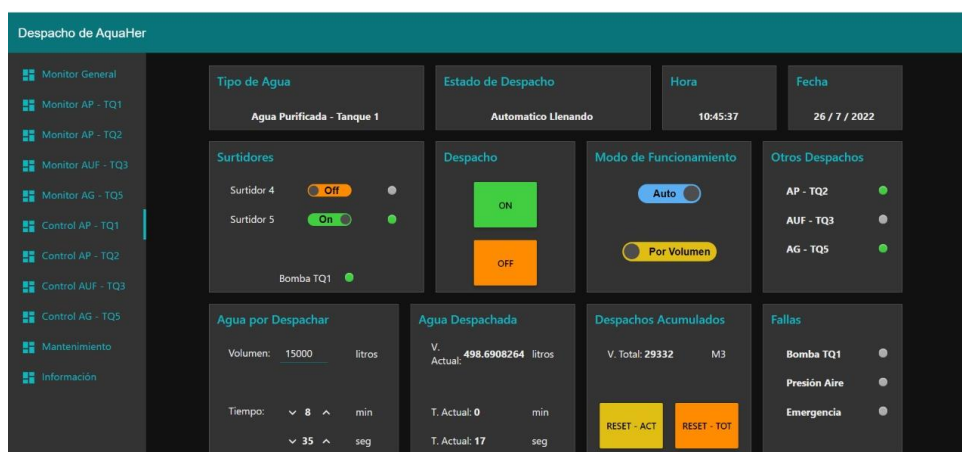 Despacho de AquaHer
Monitor General
Monitor AP - TQ1
Monitor AP - TQ2
Monitor AUF - TQ3
Monitor AG - TQ5
Control AP - TQ1
Control AP - TQ2
Control AUF - TQ3
Control AG - TQ5
Mantenimiento
Información
Tipo de Agua
Agua Purificada - Tanque 1
Estado de Despacho
Automatico Llenando
Hora
10:45:37
Fecha
26 / 7 / 2022
Surtidores
Surtidor 4 Off
Surtidor 5 On
Bomba TQ1
Despacho
ON
OFF
Modo de Funcionamiento
Auto
Por Volumen
Otros Despachos
AP - TQ2
AUF - TQ3
AG - TQ5
Agua por Despachar
Volumen: 15000 litros
Tiempo: 8 min
35 seg
Agua Despachada
V. Actual: 498.6908264 litros
T. Actual: 0 min
T. Actual: 17 seg
Despachos Acumulados
V. Total: 29332 M3
RESET - ACT
RESET - TOT
Fallas
Bomba TQ1
Presión Aire
Emergencia